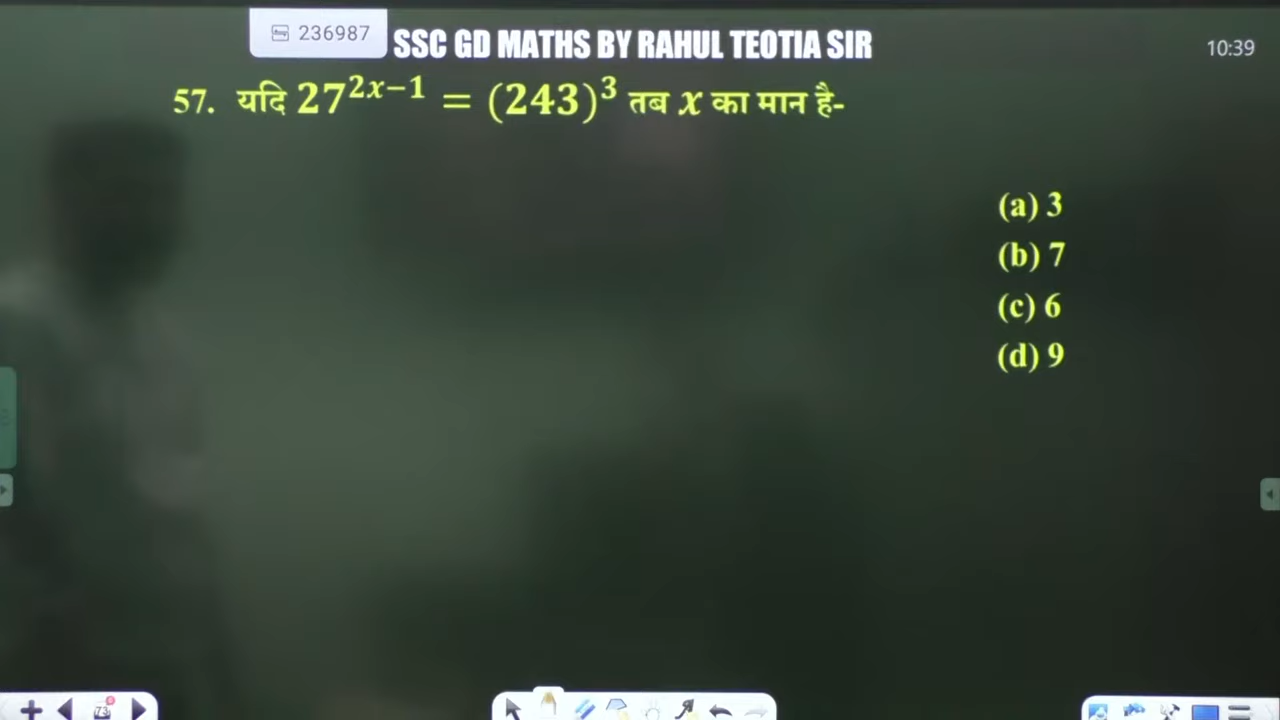 236987
SSC GD MATHS BY RAHUL TEOTIA SIR
10:39
57. यदि 27^{2x−1} = (243)^3 तब x का मान है-
(a) 3
(b) 7
(c) 6
(d) 9